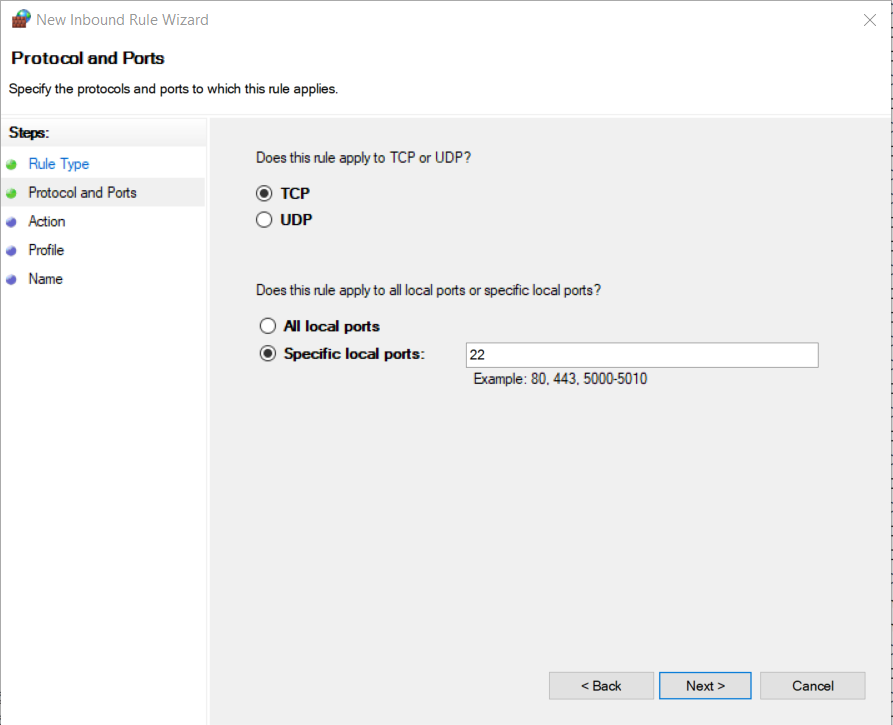 New Inbound Rule Wizard
Protocol and Ports
Specify the protocols and ports to which this rule applies.
Steps:
Rule Type
Protocol and Ports
Action
Profile
Name
Does this rule apply to TCP or UDP?
TCP
UDP
Does this rule apply to all local ports or specific local ports?
All local ports
Specific local ports: 22
Example: 80, 443, 5000-5010
< Back Next > Cancel